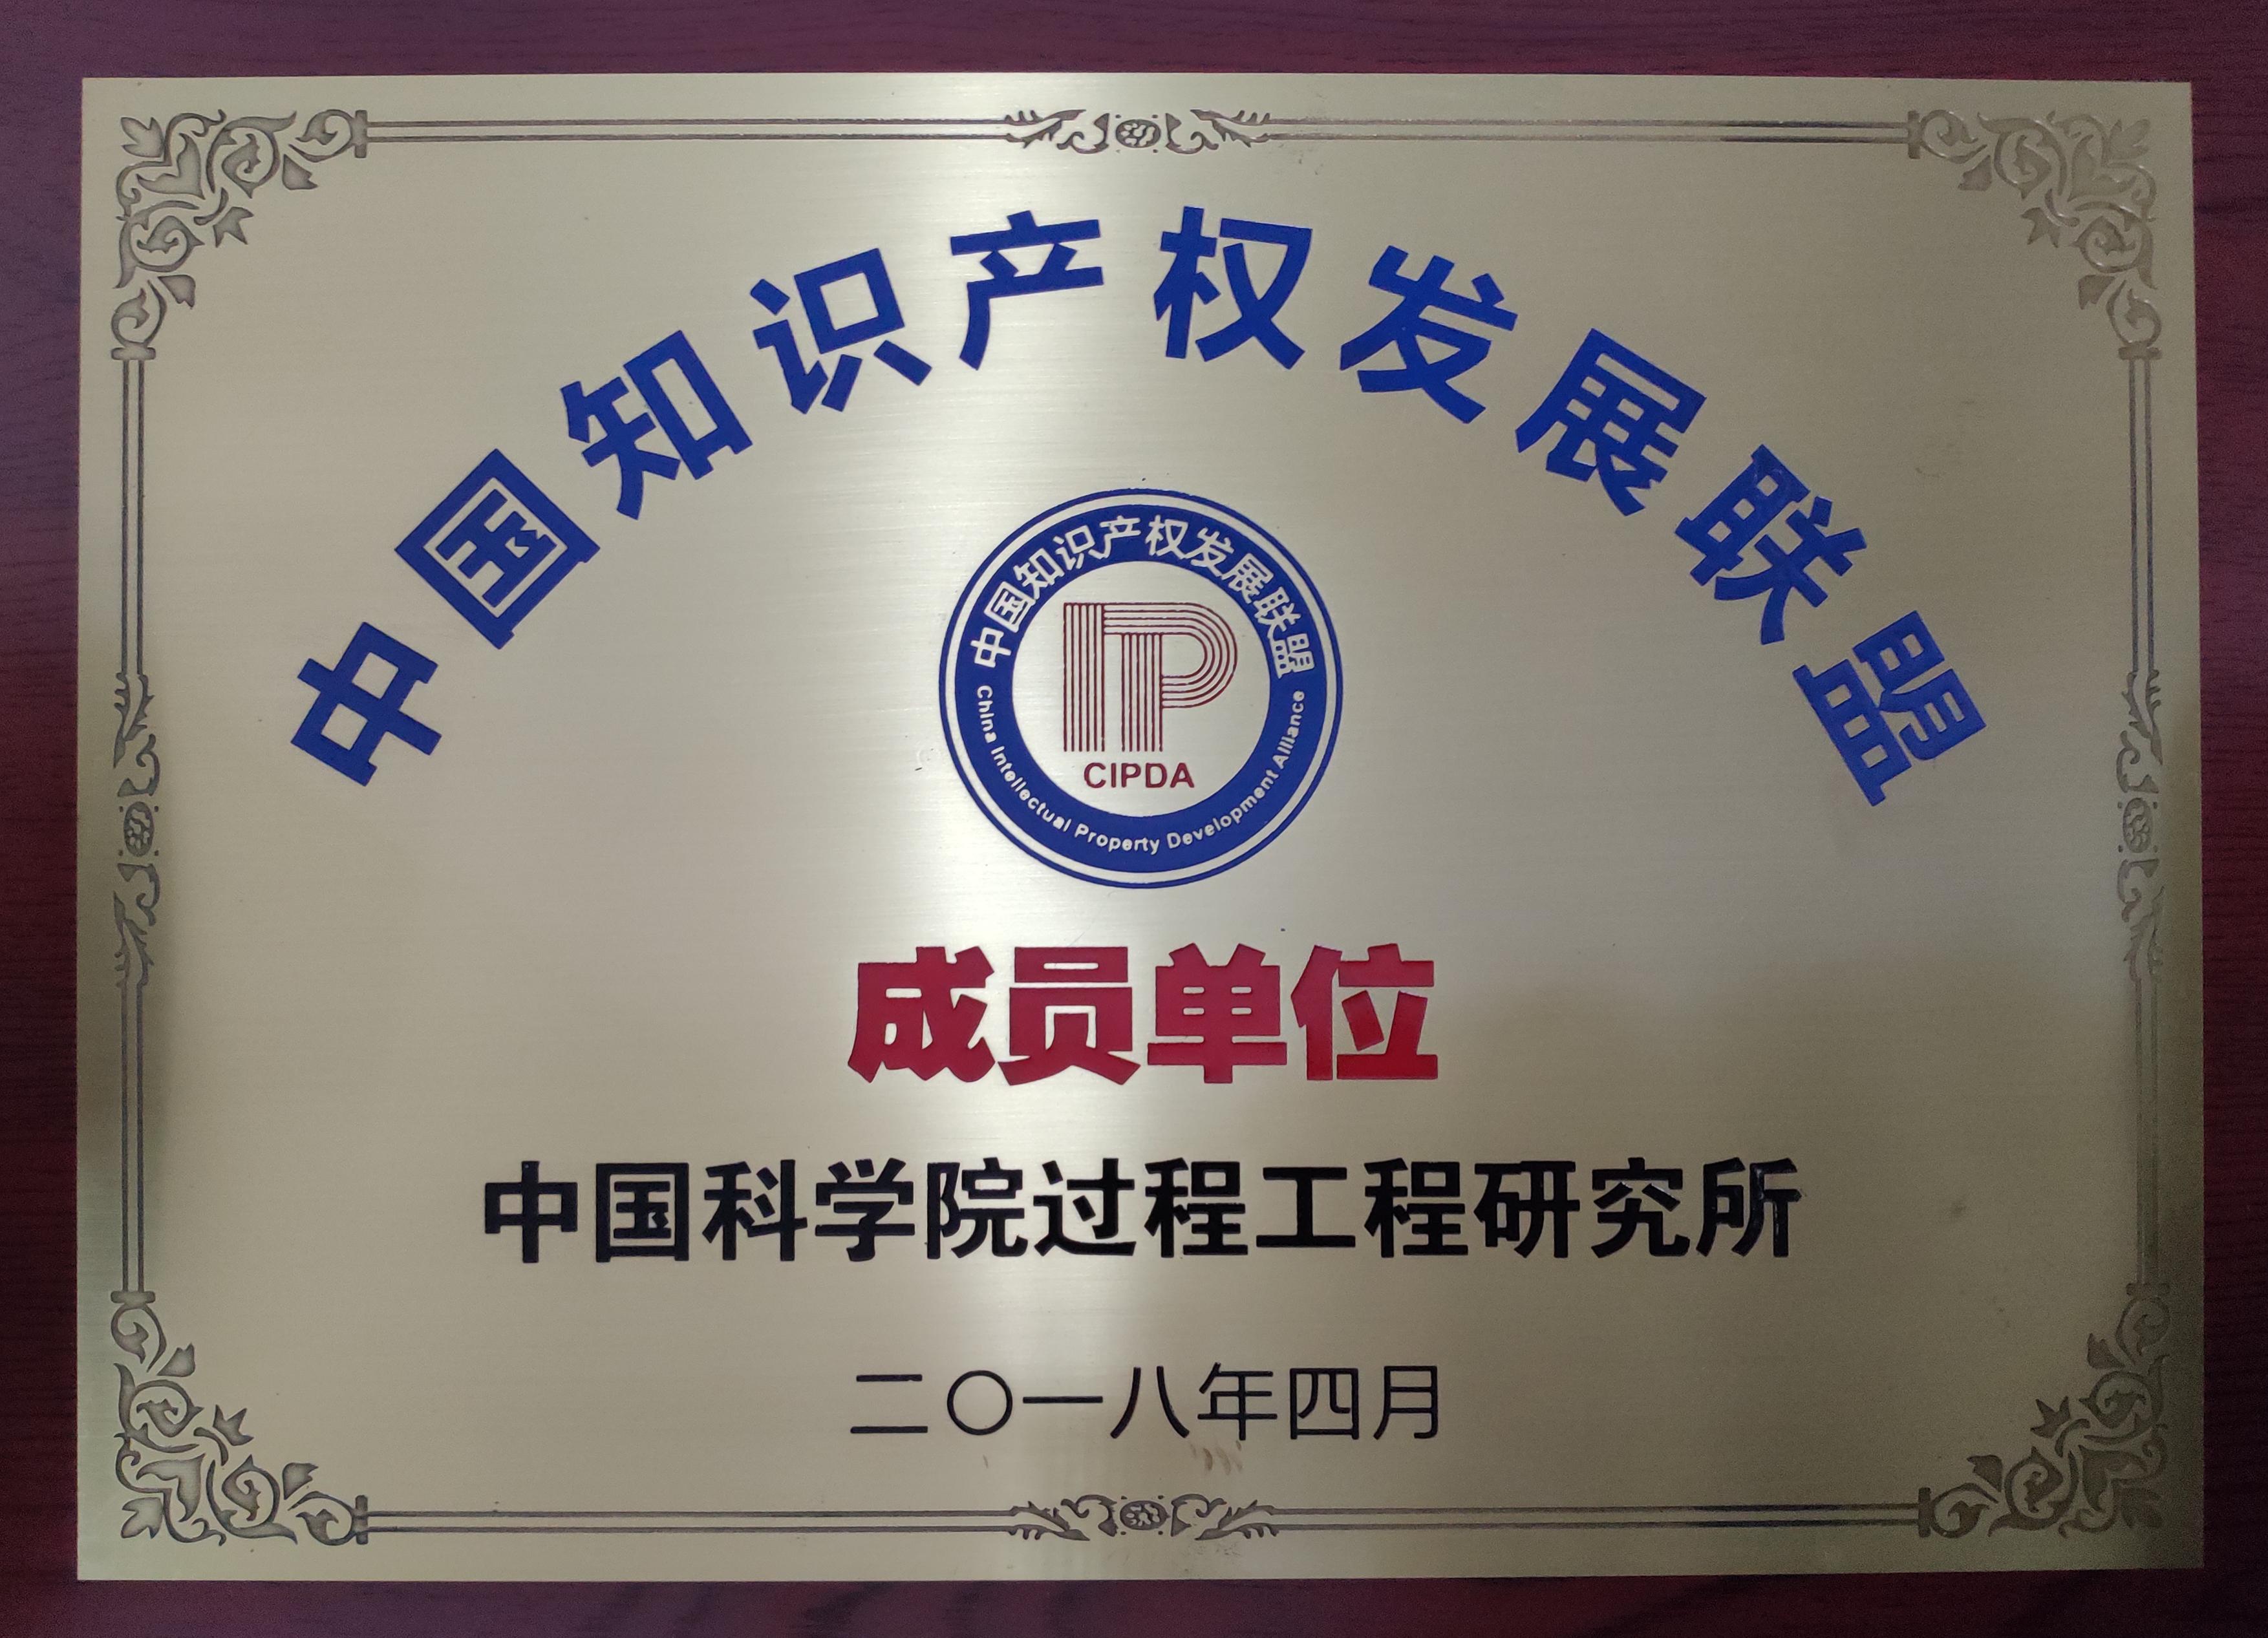 中国知识产权发展联盟
中国知识产权发展联盟
IP
CIPDA
China Intellectual Property Development Alliance
成员单位
中国科学院过程工程研究所
二〇一八年四月